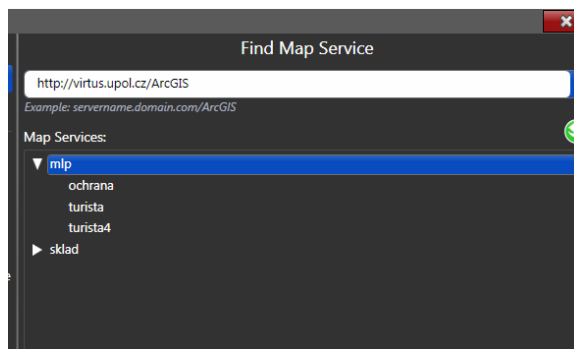 Find Map Service
http://virtus.upol.cz/ArcGIS
Example: servername.domain.com/ArcGIS
Map Services:
mlp
ochrana
turista
turista4
sklad